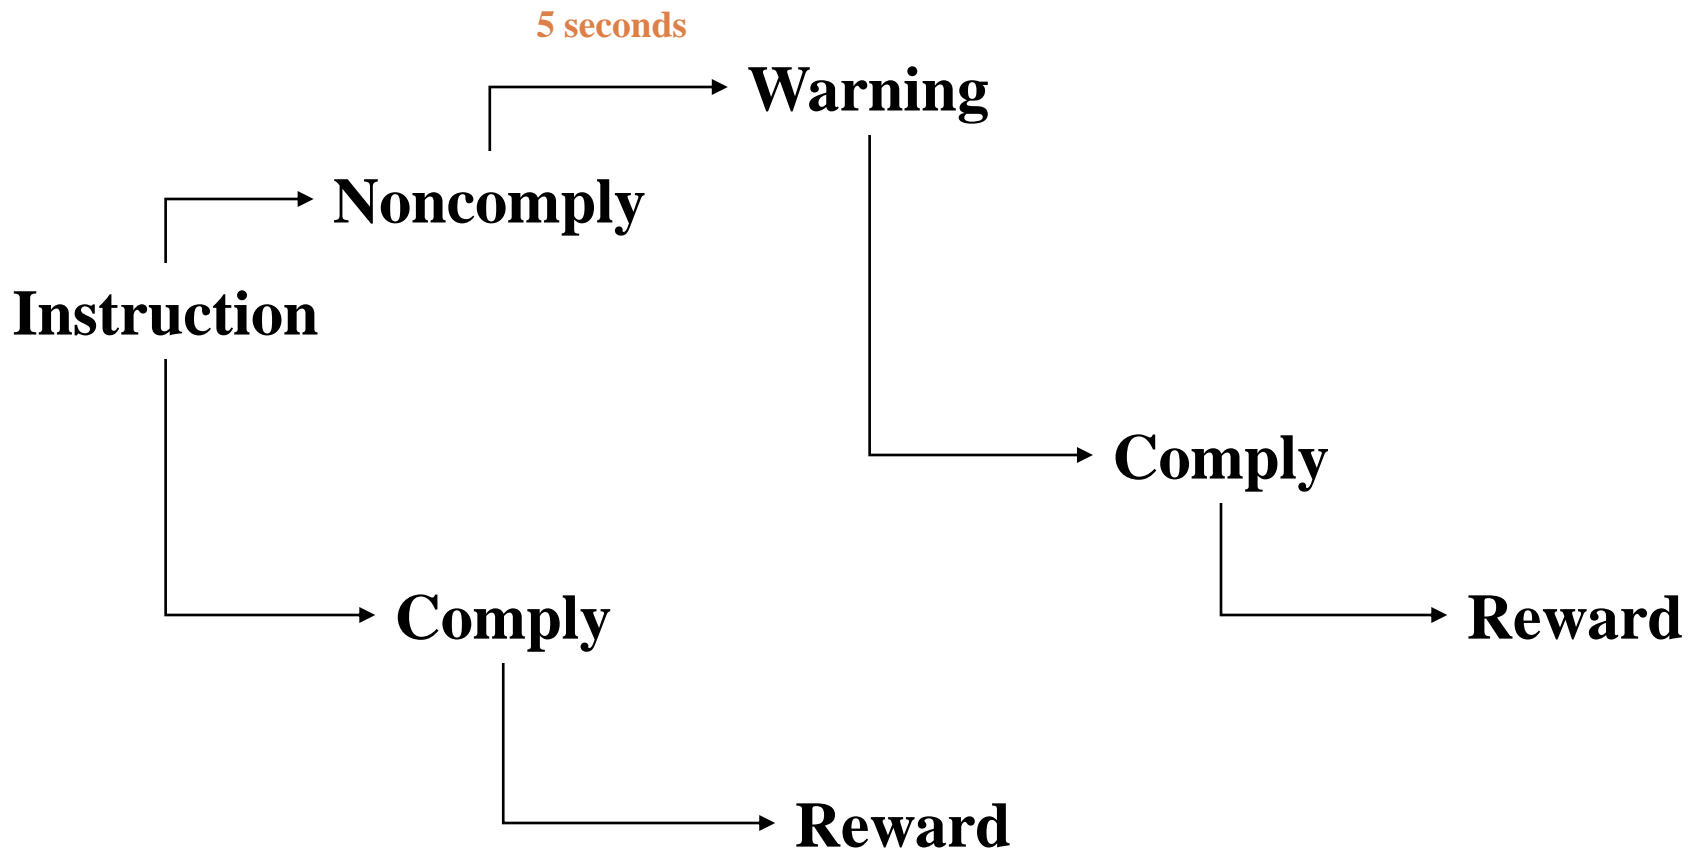 5 seconds
Warning
Noncomply
Instruction
Comply
Comply
Reward
Reward